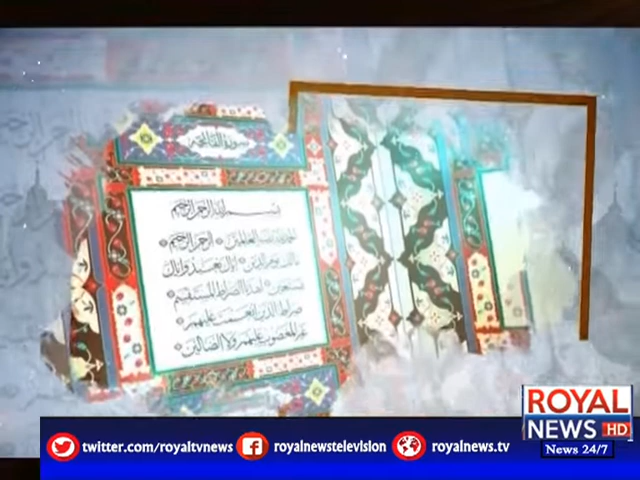 سورة الفاتحة
بسم الله الرحمن الرحيم
الحمد لله رب العالمين الرحمن الرحيم
مالك يوم الدين إياك نعبد وإياك
نستعين اهدنا الصراط المستقيم
صراط الذين أنعمت عليهم
غير المغضوب عليهم ولا الضالين
ROYAL
NEWS HD
News 24/7
twitter.com/royaltvnews
royalnewstelevision
royalnews.tv